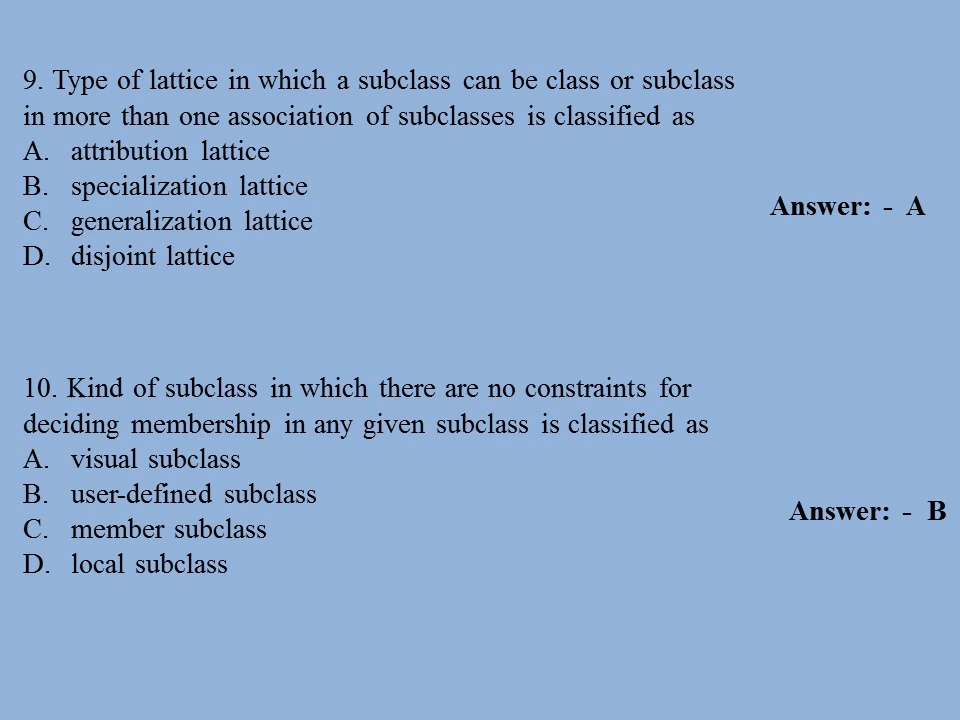 9. Type of lattice in which a subclass can be class or subclass
in more than one association of subclasses is classified as
A. attribution lattice
B. specialization lattice
C. generalization lattice
D. disjoint lattice
Answer: - A
10. Kind of subclass in which there are no constraints for
deciding membership in any given subclass is classified as
A. visual subclass
B. user-defined subclass
C. member subclass
D. local subclass
Answer: - B